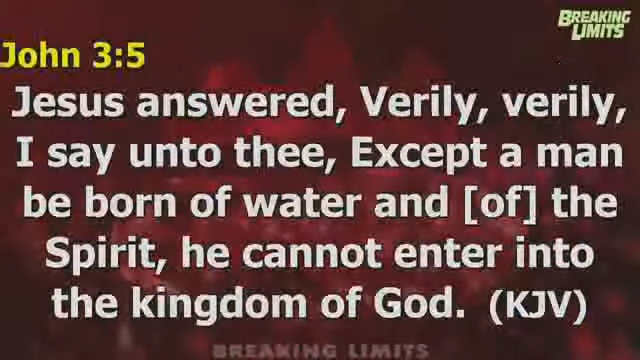 BREAKING
LIMITS
John 3:5
Jesus answered, Verily, verily,
I say unto thee, Except a man
be born of water and [of] the
Spirit, he cannot enter into
the kingdom of God.  (KJV)
BREAKING LIMITS